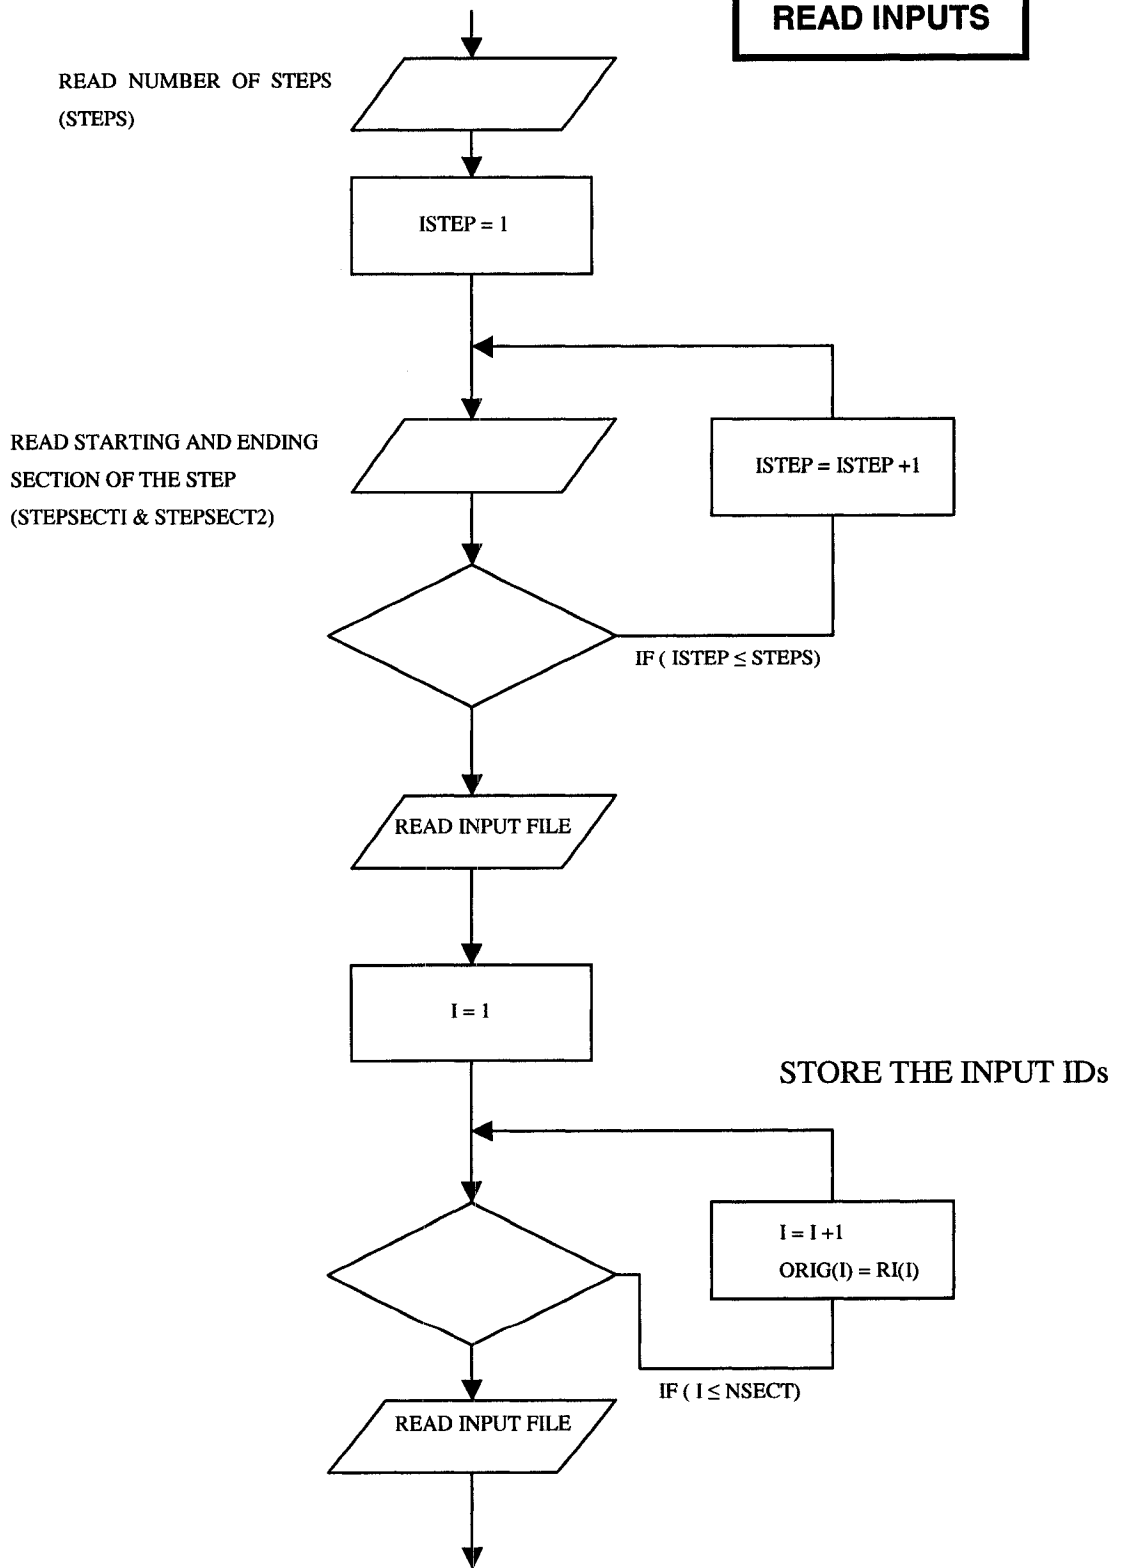 READ INPUTS
READ NUMBER OF STEPS
(STEPS)
ISTEP = 1
READ STARTING AND ENDING
SECTION OF THE STEP
(STEPSECTI & STEPSECT2)
ISTEP = ISTEP +1
IF ( ISTEP ≤ STEPS)
READ INPUT FILE
I = 1
STORE THE INPUT IDs
I = I +1
ORIG(I) = RI(I)
IF ( I ≤ NSECT)
READ INPUT FILE